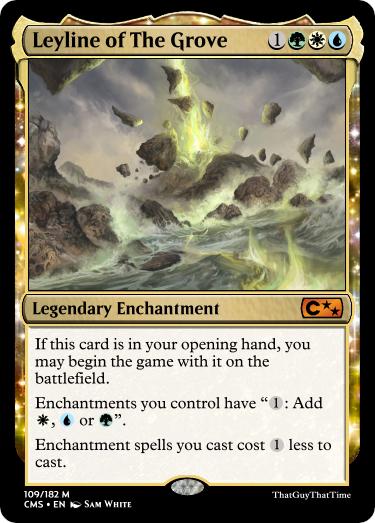 Leyline of The Grove 1
Legendary Enchantment C
If this card is in your opening hand, you
may begin the game with it on the
battlefield.
Enchantments you control have “1: Add
, or ”.
Enchantment spells you cast cost 1 less to
cast.
109/182 M
CMS • EN SAM WHITE ThatGuyThatTime